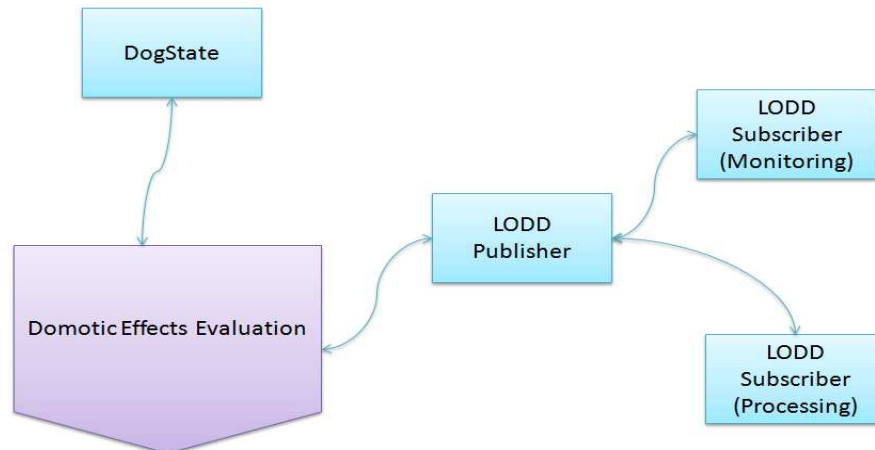 DogState
LODD
Subscriber
(Monitoring)
LODD
Publisher
Domotic Effects Evaluation
LODD
Subscriber
(Processing)